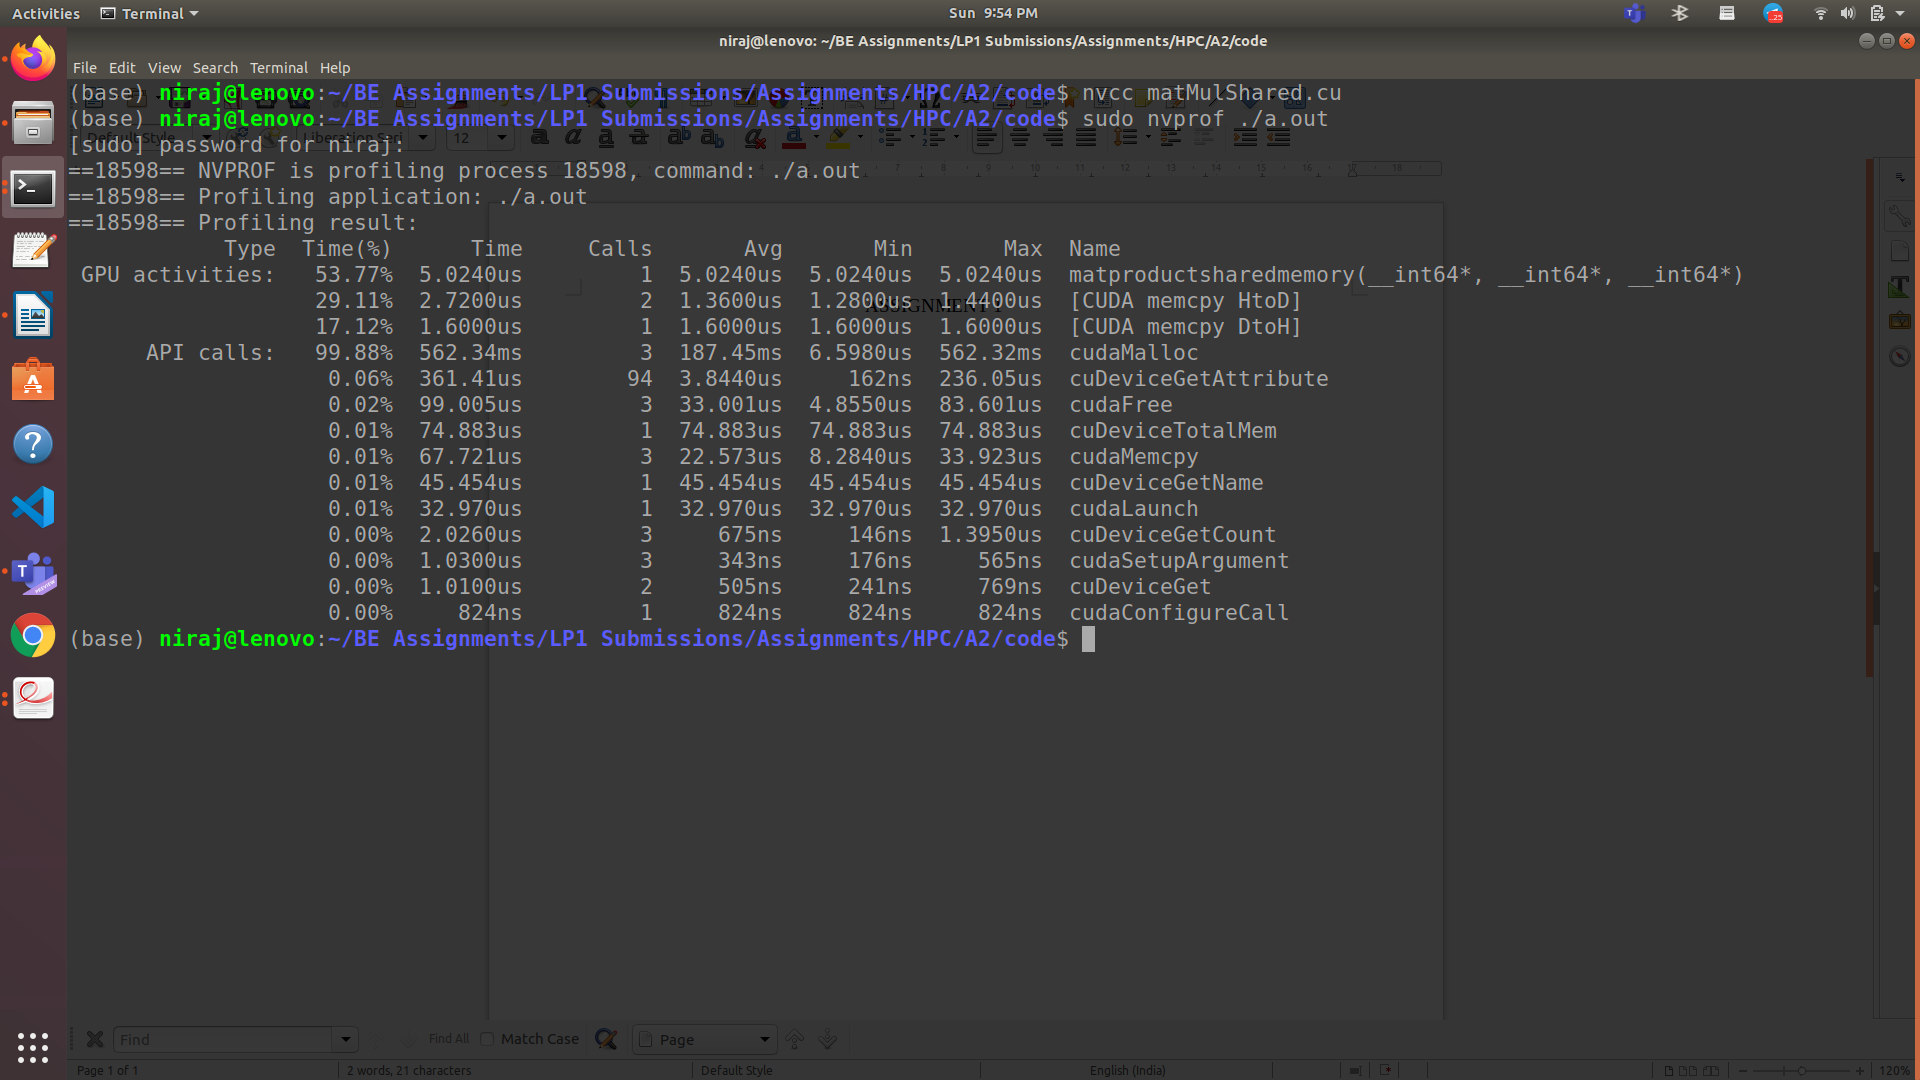 Activities Terminal Sun 9:54 PM
niraj@lenovo: ~/BE Assignments/LP1 Submissions/Assignments/HPC/A2/code
File Edit View Search Terminal Help
(base) niraj@lenovo:~/BE Assignments/LP1 Submissions/Assignments/HPC/A2/code$ nvcc matMulShared.cu
(base) niraj@lenovo:~/BE Assignments/LP1 Submissions/Assignments/HPC/A2/code$ sudo nvprof ./a.out
[sudo] password for niraj:
==18598== NVPROF is profiling process 18598, command: ./a.out
==18598== Profiling application: ./a.out
==18598== Profiling result:
Type Time(%) Time Calls Avg Min Max Name
GPU activities: 53.77% 5.0240us 1 5.0240us 5.0240us 5.0240us matproductsharedmemory(__int64*, __int64*, __int64*)
29.11% 2.7200us 2 1.3600us 1.2800us 1.4400us [CUDA memcpy HtoD]
ASSIGNMENT 1
17.12% 1.6000us 1 1.6000us 1.6000us 1.6000us [CUDA memcpy DtoH]
API calls: 99.88% 562.34ms 3 187.45ms 6.5980us 562.32ms cudaMalloc
0.06% 361.41us 94 3.8440us 162ns 236.05us cuDeviceGetAttribute
0.02% 99.005us 3 33.001us 4.8550us 83.601us cudaFree
0.01% 74.883us 1 74.883us 74.883us 74.883us cuDeviceTotalMem
0.01% 67.721us 3 22.573us 8.2840us 33.923us cudaMemcpy
0.01% 45.454us 1 45.454us 45.454us 45.454us cuDeviceGetName
0.01% 32.970us 1 32.970us 32.970us 32.970us cudaLaunch
0.00% 2.0260us 3 675ns 146ns 1.3950us cuDeviceGetCount
0.00% 1.0300us 3 343ns 176ns 565ns cudaSetupArgument
0.00% 1.0100us 2 505ns 241ns 769ns cuDeviceGet
0.00% 824ns 1 824ns 824ns 824ns cudaConfigureCall
(base) niraj@lenovo:~/BE Assignments/LP1 Submissions/Assignments/HPC/A2/code$
Find Find All Match Case Page
Page 1 of 1 2 words, 21 characters Default Style English (India) 120%